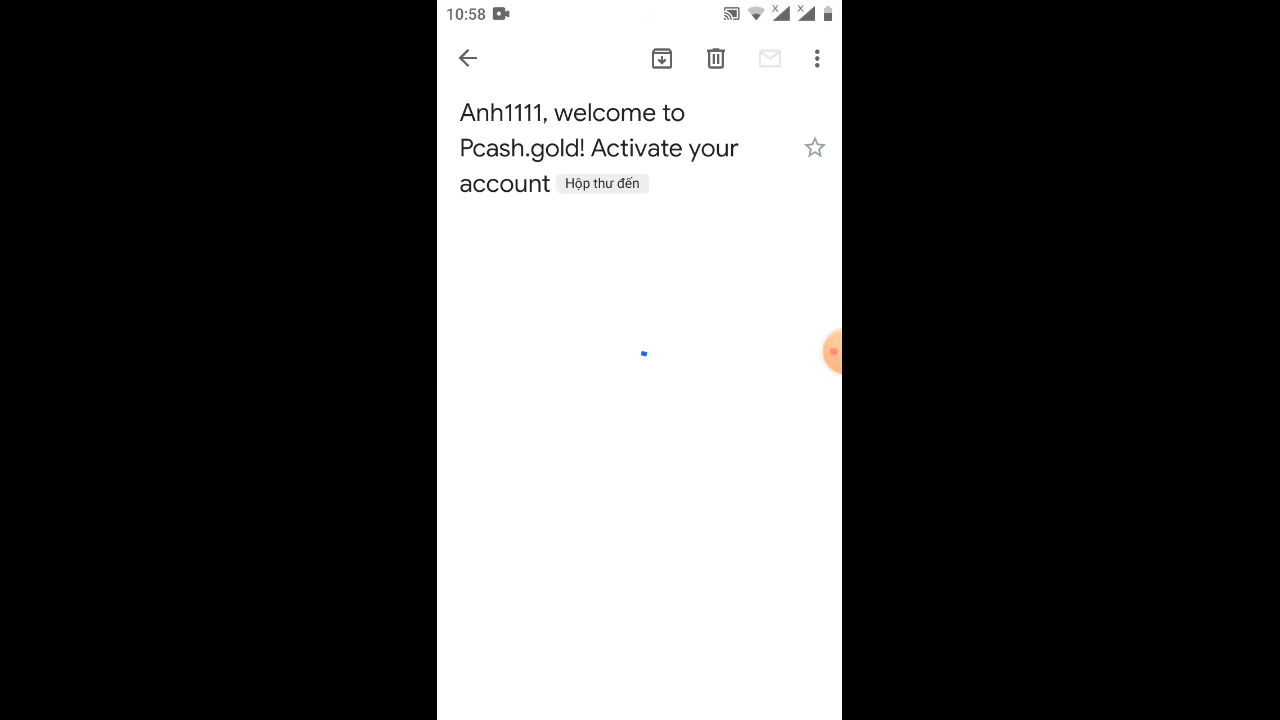 10:58
Anh1111, welcome to
Pcash.gold! Activate your
account Hộp thư đến